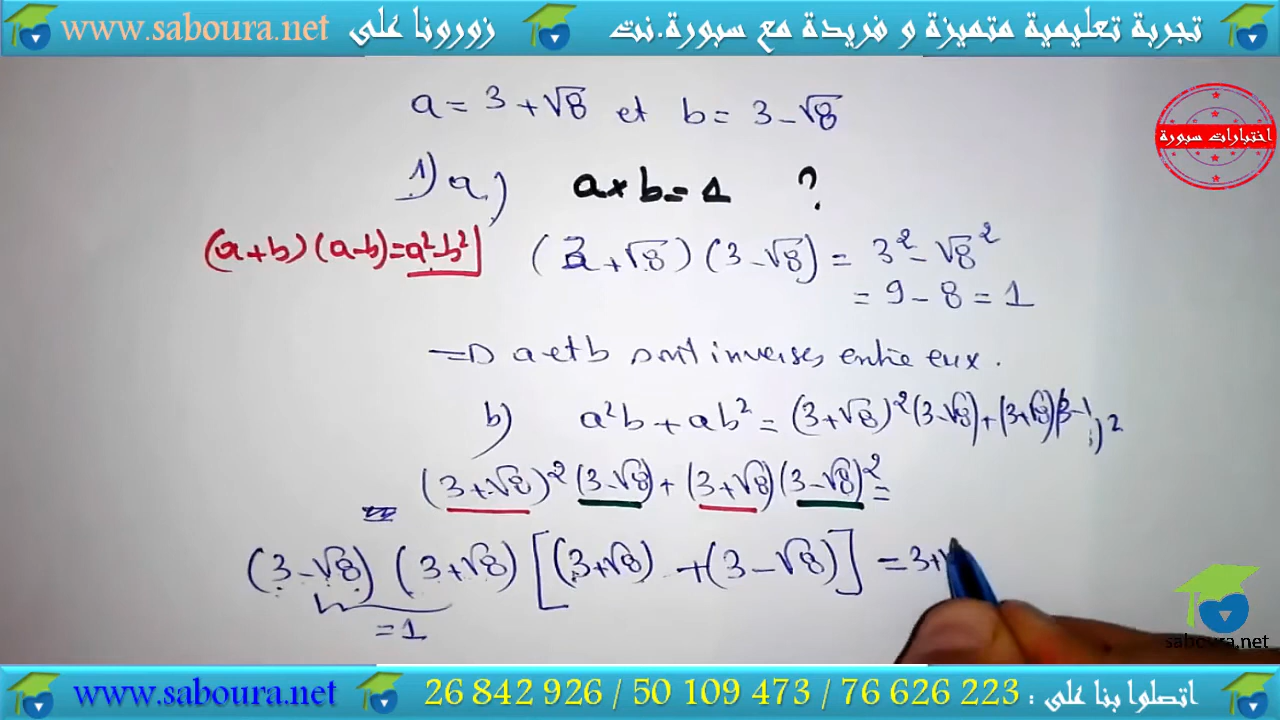 تجربة تعليمية متميزة و فريدة مع سبورة.نت زورونا على www.saboura.net
a = 3 + √8 et b = 3 - √8
اختبارات سبورة
1) a) a × b = 1 ?
(a+b)(a-b) = a² - b²
(3 + √8)(3 - √8) = 3² - √8²
= 9 - 8 = 1
=> a et b sont inverses entre eux.
b) a²b + ab² = (3+√8)²(3-√8) + (3+√8)
(3+√8)²(3-√8) + (3+√8)(3-√8)² =
(3-√8)(3+√8)[(3+√8) + (3-√8)] = 3+
= 1
saboura.net
اتصلوا بنا على : 26 842 926 / 50 109 473 / 76 626 223 www.saboura.net